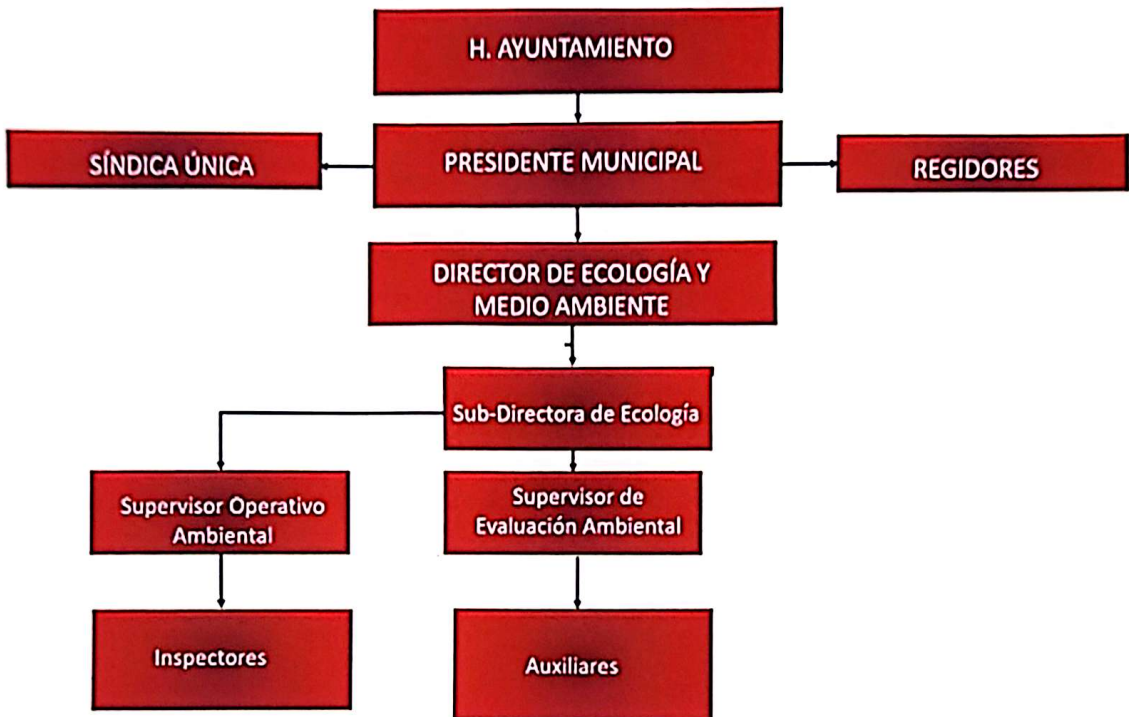 H. AYUNTAMIENTO
SÍNDICA ÚNICA
PRESIDENTE MUNICIPAL
REGIDORES
DIRECTOR DE ECOLOGÍA Y
MEDIO AMBIENTE
Sub-Directora de Ecología
Supervisor Operativo
Ambiental
Supervisor de
Evaluación Ambiental
Inspectores
Auxiliares